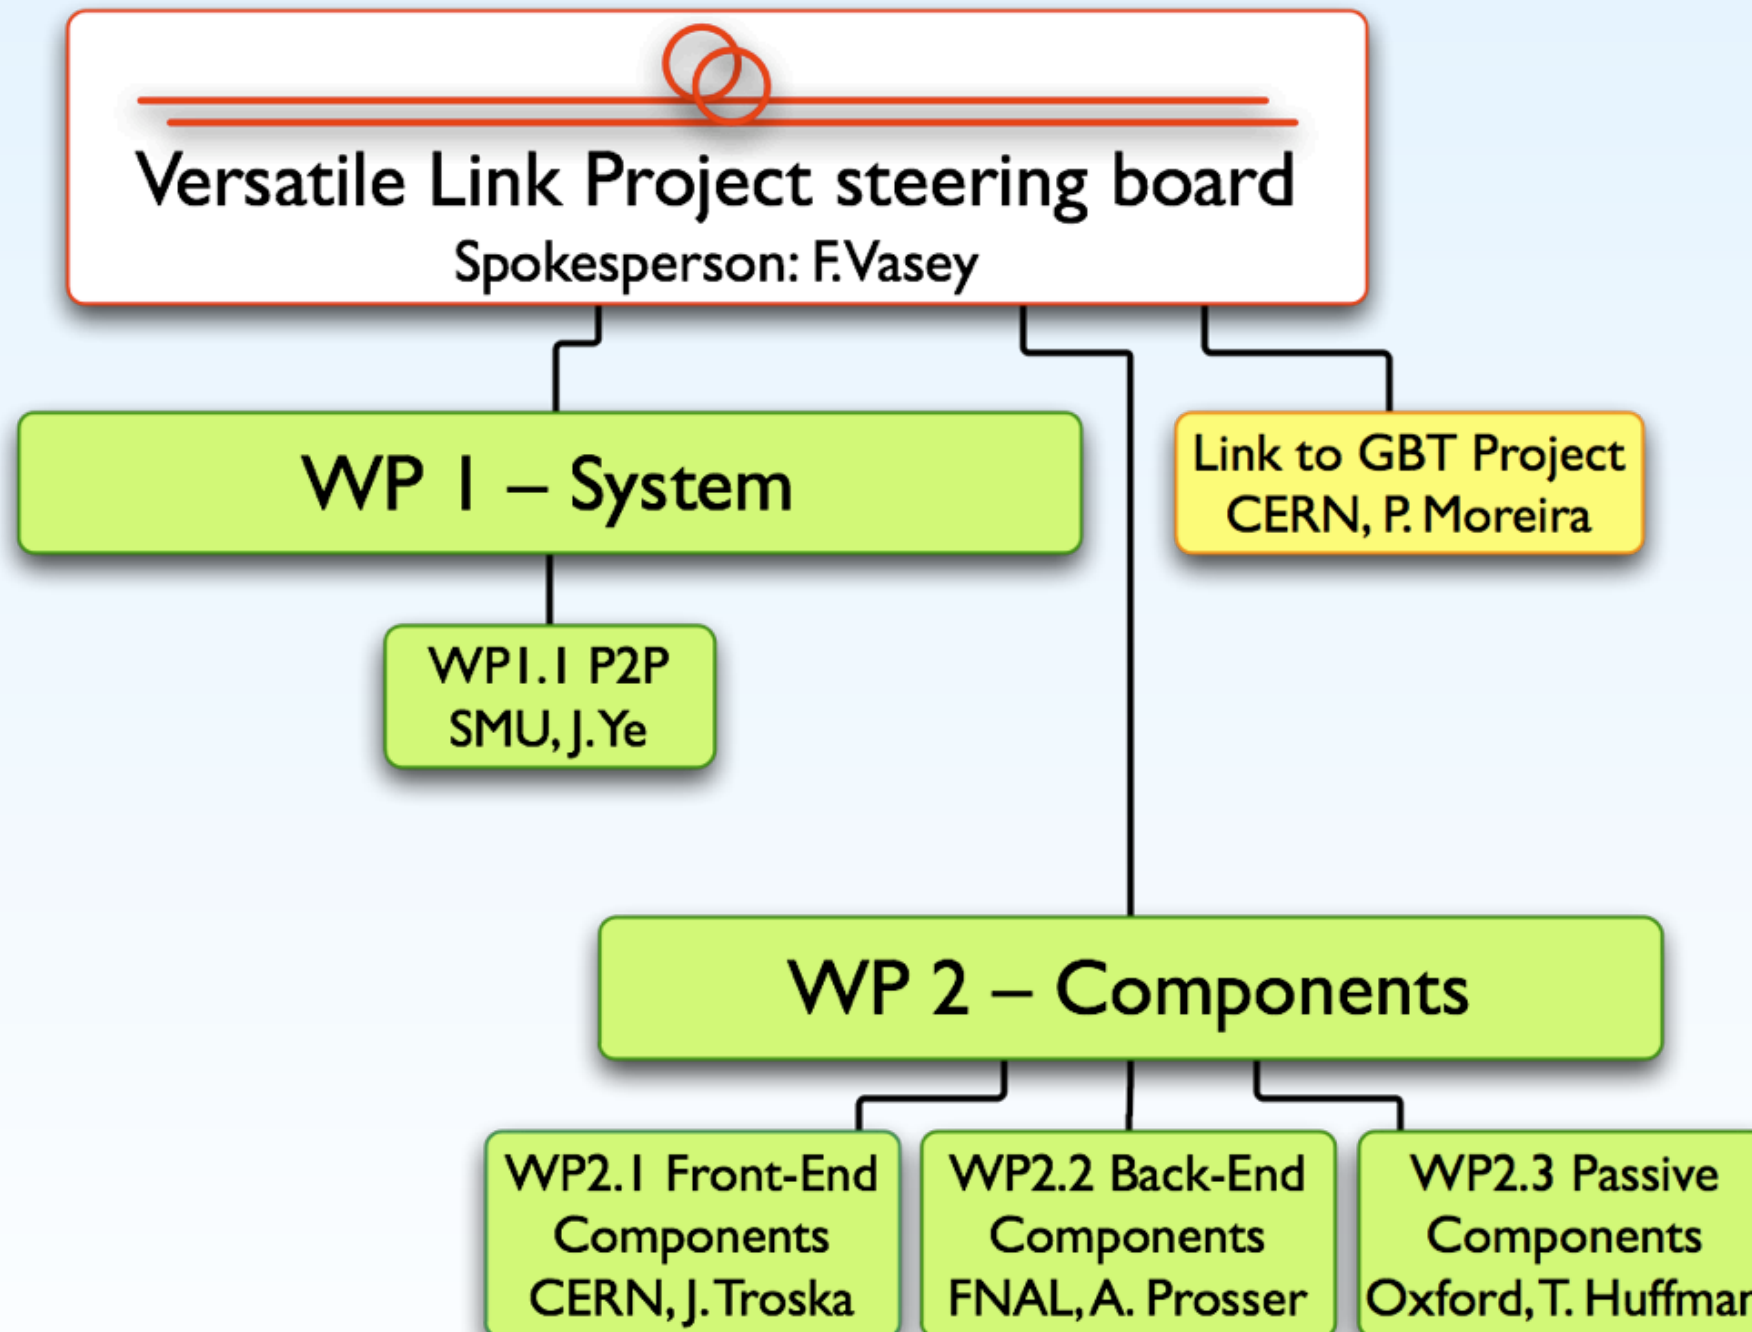 Versatile Link Project steering board
Spokesperson: F. Vasey
WP 1 – System
Link to GBT Project
CERN, P. Moreira
WP1.1 P2P
SMU, J. Ye
WP 2 – Components
WP2.1 Front-End
Components
CERN, J. Troska
WP2.2 Back-End
Components
FNAL, A. Prosser
WP2.3 Passive
Components
Oxford, T.